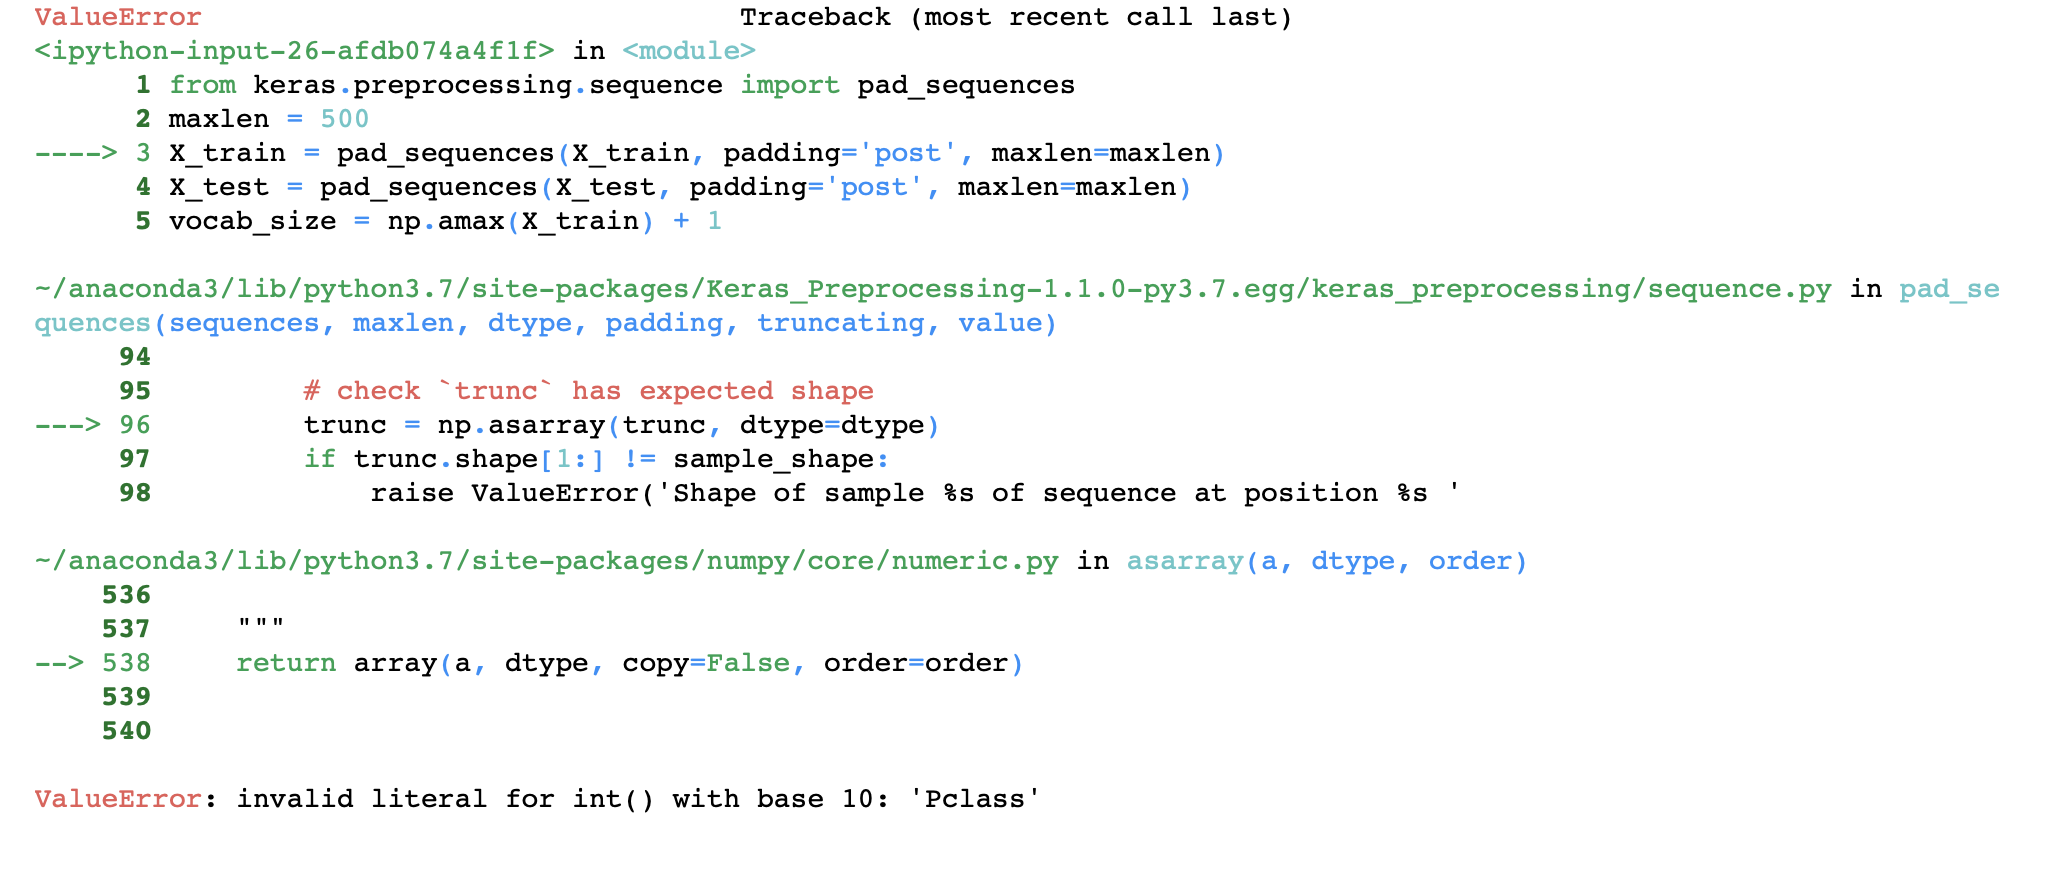 ValueError                                Traceback (most recent call last)
<ipython-input-26-afdb074a4f1f> in <module>
      1 from keras.preprocessing.sequence import pad_sequences
      2 maxlen = 500
----> 3 X_train = pad_sequences(X_train, padding='post', maxlen=maxlen)
      4 X_test = pad_sequences(X_test, padding='post', maxlen=maxlen)
      5 vocab_size = np.amax(X_train) + 1

~/anaconda3/lib/python3.7/site-packages/Keras_Preprocessing-1.1.0-py3.7.egg/keras_preprocessing/sequence.py in pad_se
quences(sequences, maxlen, dtype, padding, truncating, value)
     94
     95         # check `trunc` has expected shape
---> 96         trunc = np.asarray(trunc, dtype=dtype)
     97         if trunc.shape[1:] != sample_shape:
     98             raise ValueError('Shape of sample %s of sequence at position %s '

~/anaconda3/lib/python3.7/site-packages/numpy/core/numeric.py in asarray(a, dtype, order)
    536
    537     """
--> 538     return array(a, dtype, copy=False, order=order)
    539
    540

ValueError: invalid literal for int() with base 10: 'Pclass'